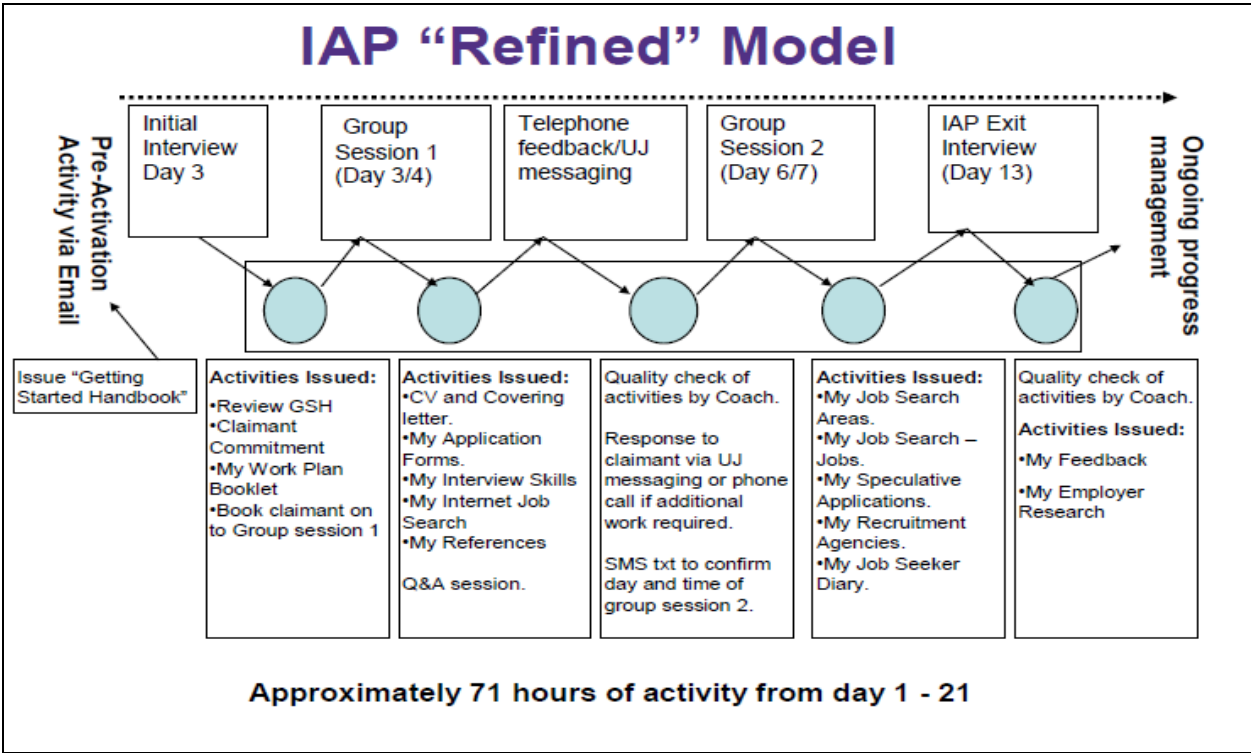 IAP “Refined” Model
Pre-Activation
Activity via Email
Initial
Interview
Day 3
Group
Session 1
(Day 3/4)
Telephone
feedback/UJ
messaging
Group
Session 2
(Day 6/7)
IAP Exit
Interview
(Day 13)
Ongoing progress
management
Issue “Getting
Started Handbook”
Activities Issued:
•Review GSH
•Claimant
Commitment
•My Work Plan
Booklet
•Book claimant on
to Group session 1
Activities Issued:
•CV and Covering
letter.
•My Application
Forms.
•My Interview Skills
•My Internet Job
Search
•My References
Q&A session.
Quality check of
activities by Coach.
Response to
claimant via UJ
messaging or phone
call if additional
work required.
SMS txt to confirm
day and time of
group session 2.
Activities Issued:
•My Job Search
Areas.
•My Job Search –
Jobs.
•My Speculative
Applications.
•My Recruitment
Agencies.
•My Job Seeker
Diary.
Quality check of
activities by Coach.
Activities Issued:
•My Feedback
•My Employer
Research
Approximately 71 hours of activity from day 1 - 21